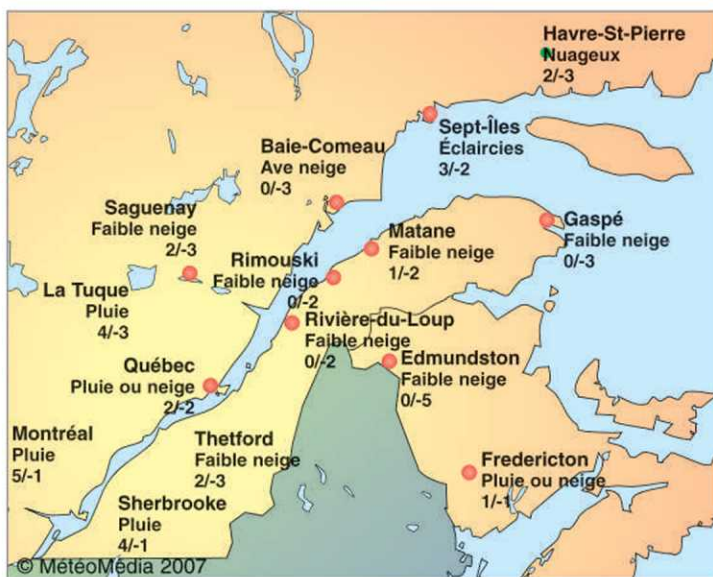 Havre-St-Pierre
Nuageux
2/-3
Sept-Îles
Éclaircies
3/-2
Baie-Comeau
Ave neige
0/-3
Saguenay
Faible neige
2/-3
Matane
Faible neige
1/-2
Gaspé
Faible neige
0/-3
Rimouski
Faible neige
0/-2
La Tuque
Pluie
4/-3
Rivière-du-Loup
Faible neige
0/-2
Québec
Pluie ou neige
2/-2
Edmundston
Faible neige
0/-5
Montréal
Pluie
5/-1
Thetford
Faible neige
2/-3
Fredericton
Pluie ou neige
1/-1
Sherbrooke
Pluie
4/-1
© MétéoMédia 2007